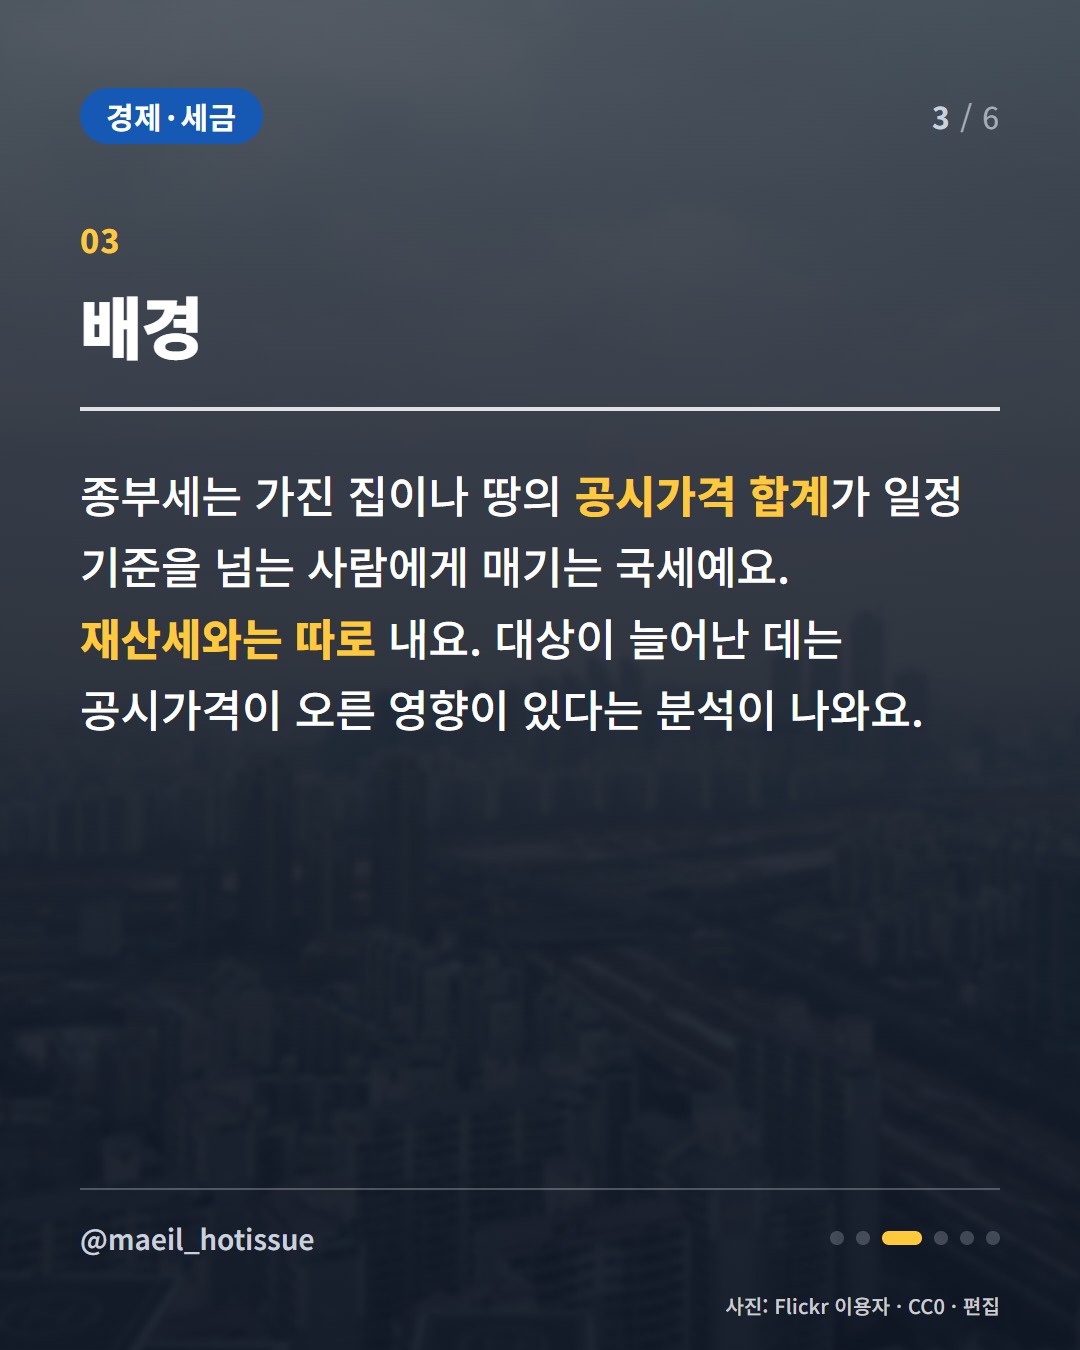 경제·세금
3 / 6
03
배경
종부세는 가진 집이나 땅의 공시가격 합계가 일정
기준을 넘는 사람에게 매기는 국세예요.
재산세와는 따로 내요. 대상이 늘어난 데는
공시가격이 오른 영향이 있다는 분석이 나와요.
@maeil_hotissue
사진: Flickr 이용자 · CC0 · 편집